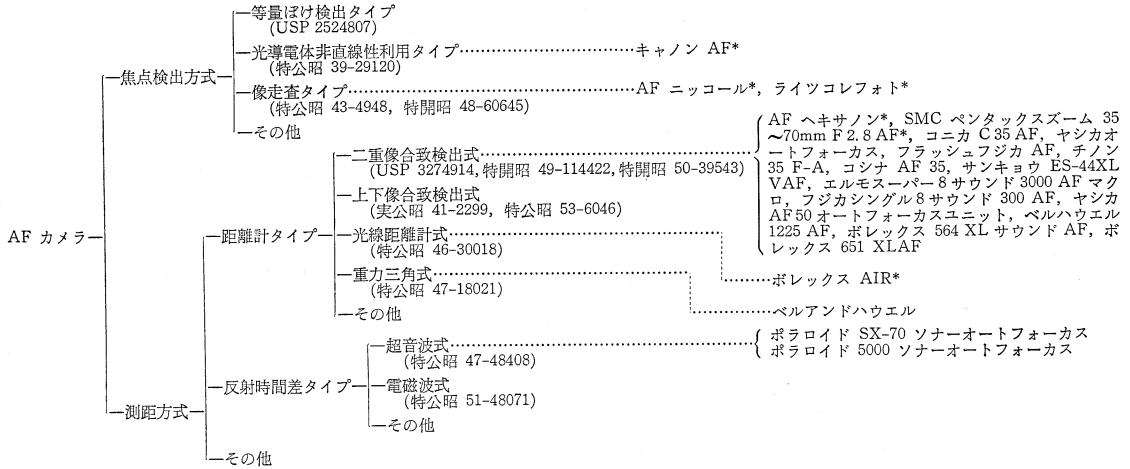 等量ぼけ検出タイプ
(USP 2524807)
光導電体非直線性利用タイプ
キャノン AF*
(特公昭 39-29120)
焦点検出方式
像走査タイプ
AF ニッコール*, ライツコレフォト*
(特公昭 43-4948, 特開昭 48-60645)
その他
二重像合致検出式
(USP 3274914,特開昭 49-114422,特開昭 50-39543)
AF ヘキサノン*, SMC ペンタックスズーム 35
〜70mm F 2.8 AF*, コニカ C 35 AF, ヤシカオ
ートフォーカス, フラッシュフジカ AF, チノン
35 F-A, コシナ AF 35, サンキョウ ES-44XL
VAF, エルモスーパー8サウンド 3000 AF マク
ロ, フジカシングル8サウンド 300 AF, ヤシカ
AF50オートフォーカスユニット, ベルハウエル
1225 AF, ボレックス 564 XL サウンド AF, ボ
レックス 651 XLAF
上下像合致検出式
(実公昭 41-2299, 特公昭 53-6046)
AF カメラ
距離計タイプ
光線距離計式
(特公昭 46-30018)
ボレックス AIR*
重力三角式
(特公昭 47-18021)
ベルアンドハウエル
その他
超音波式
(特公昭 47-48408)
ポラロイド SX-70 ソナーオートフォーカス
ポラロイド 5000 ソナーオートフォーカス
反射時間差タイプ
電磁波式
(特公昭 51-48071)
測距方式
その他
その他